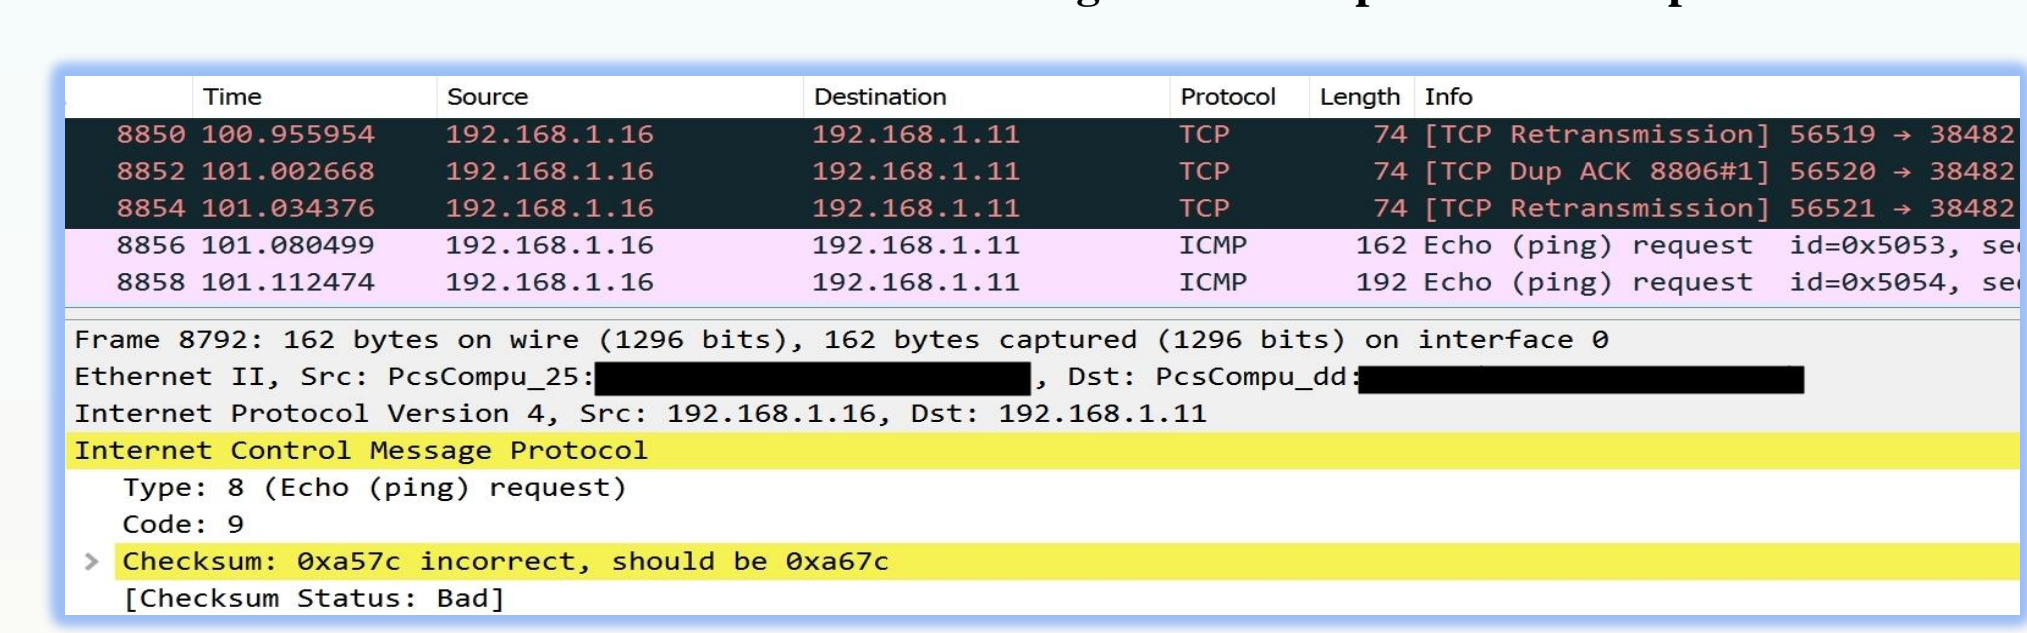 Time Source Destination Protocol Length Info
8850 100.955954 192.168.1.16 192.168.1.11 TCP 74 [TCP Retransmission] 56519 → 38482
8852 101.002668 192.168.1.16 192.168.1.11 TCP 74 [TCP Dup ACK 8806#1] 56520 → 38482
8854 101.034376 192.168.1.16 192.168.1.11 TCP 74 [TCP Retransmission] 56521 → 38482
8856 101.080499 192.168.1.16 192.168.1.11 ICMP 162 Echo (ping) request id=0x5053,
8858 101.112474 192.168.1.16 192.168.1.11 ICMP 192 Echo (ping) request id=0x5054,
Frame 8792: 162 bytes on wire (1296 bits), 162 bytes captured (1296 bits) on interface 0
Ethernet II, Src: PcsCompu_25: , Dst: PcsCompu_dd:
Internet Protocol Version 4, Src: 192.168.1.16, Dst: 192.168.1.11
Internet Control Message Protocol
Type: 8 (Echo (ping) request)
Code: 9
> Checksum: 0xa57c incorrect, should be 0xa67c
[Checksum Status: Bad]